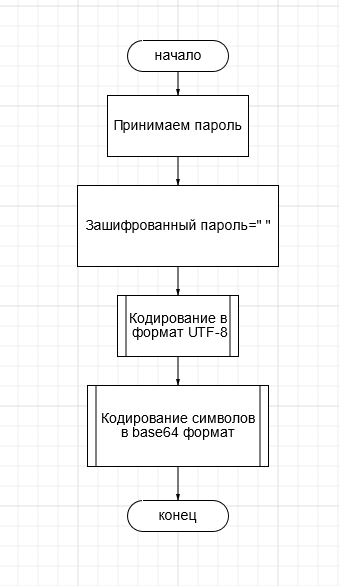 начало
Принимаем пароль
Зашифрованный пароль=" "
Кодирование в
формат UTF-8
Кодирование символов
в base64 формат
конец